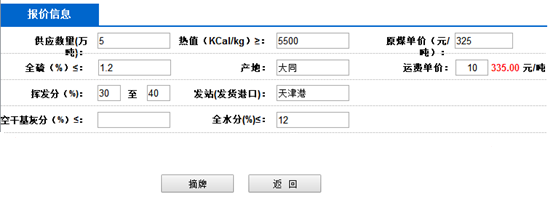 报价信息
供应数量(万吨): 5 热值（KCal/kg）≥: 5500 原煤单价（元/吨）: 325
全硫（%）≤: 1.2 产地: 大同 运费单价: 10 335.00 元/吨
挥发分（%）: 30 至 40 发站(发货港口): 天津港
空干基灰分（%）≤: 全水分(%)≤: 12
摘牌 返 回